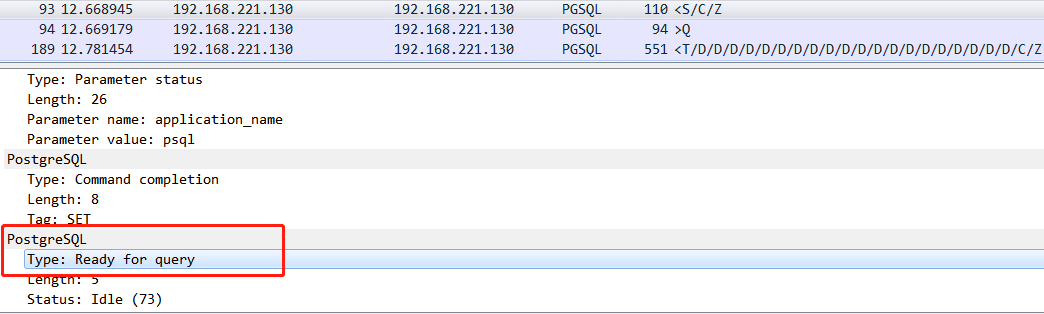 93 12.668945 192.168.221.130 192.168.221.130 PGSQL 110 <S/C/Z
94 12.669179 192.168.221.130 192.168.221.130 PGSQL 94 >Q
189 12.781454 192.168.221.130 192.168.221.130 PGSQL 551 <T/D/D/D/D/D/D/D/D/D/D/D/D/D/D/D/D/D/D/D/D/C/Z
Type: Parameter status
Length: 26
Parameter name: application_name
Parameter value: psql
PostgreSQL
Type: Command completion
Length: 8
Tag: SET
PostgreSQL
Type: Ready for query
Length: 5
Status: Idle (73)